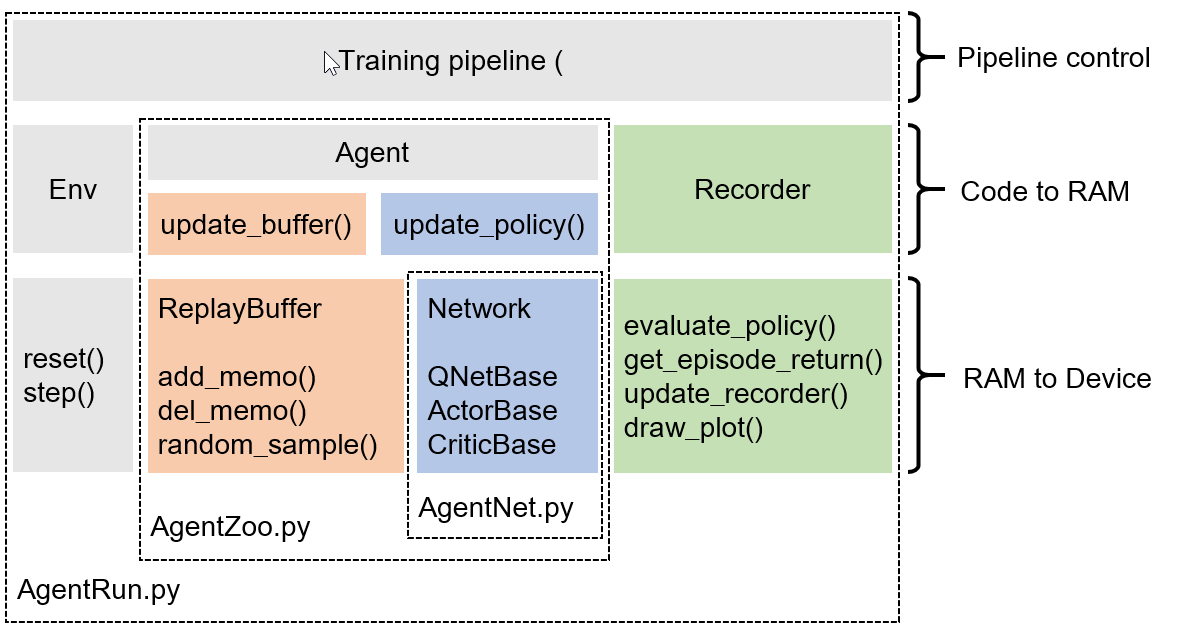 Training pipeline (
Pipeline control
Env
Agent
update_buffer()
update_policy()
Recorder
Code to RAM
reset()
step()
ReplayBuffer
add_memo()
del_memo()
random_sample()
Network
QNetBase
ActorBase
CriticBase
evaluate_policy()
get_episode_return()
update_recorder()
draw_plot()
RAM to Device
AgentNet.py
AgentZoo.py
AgentRun.py